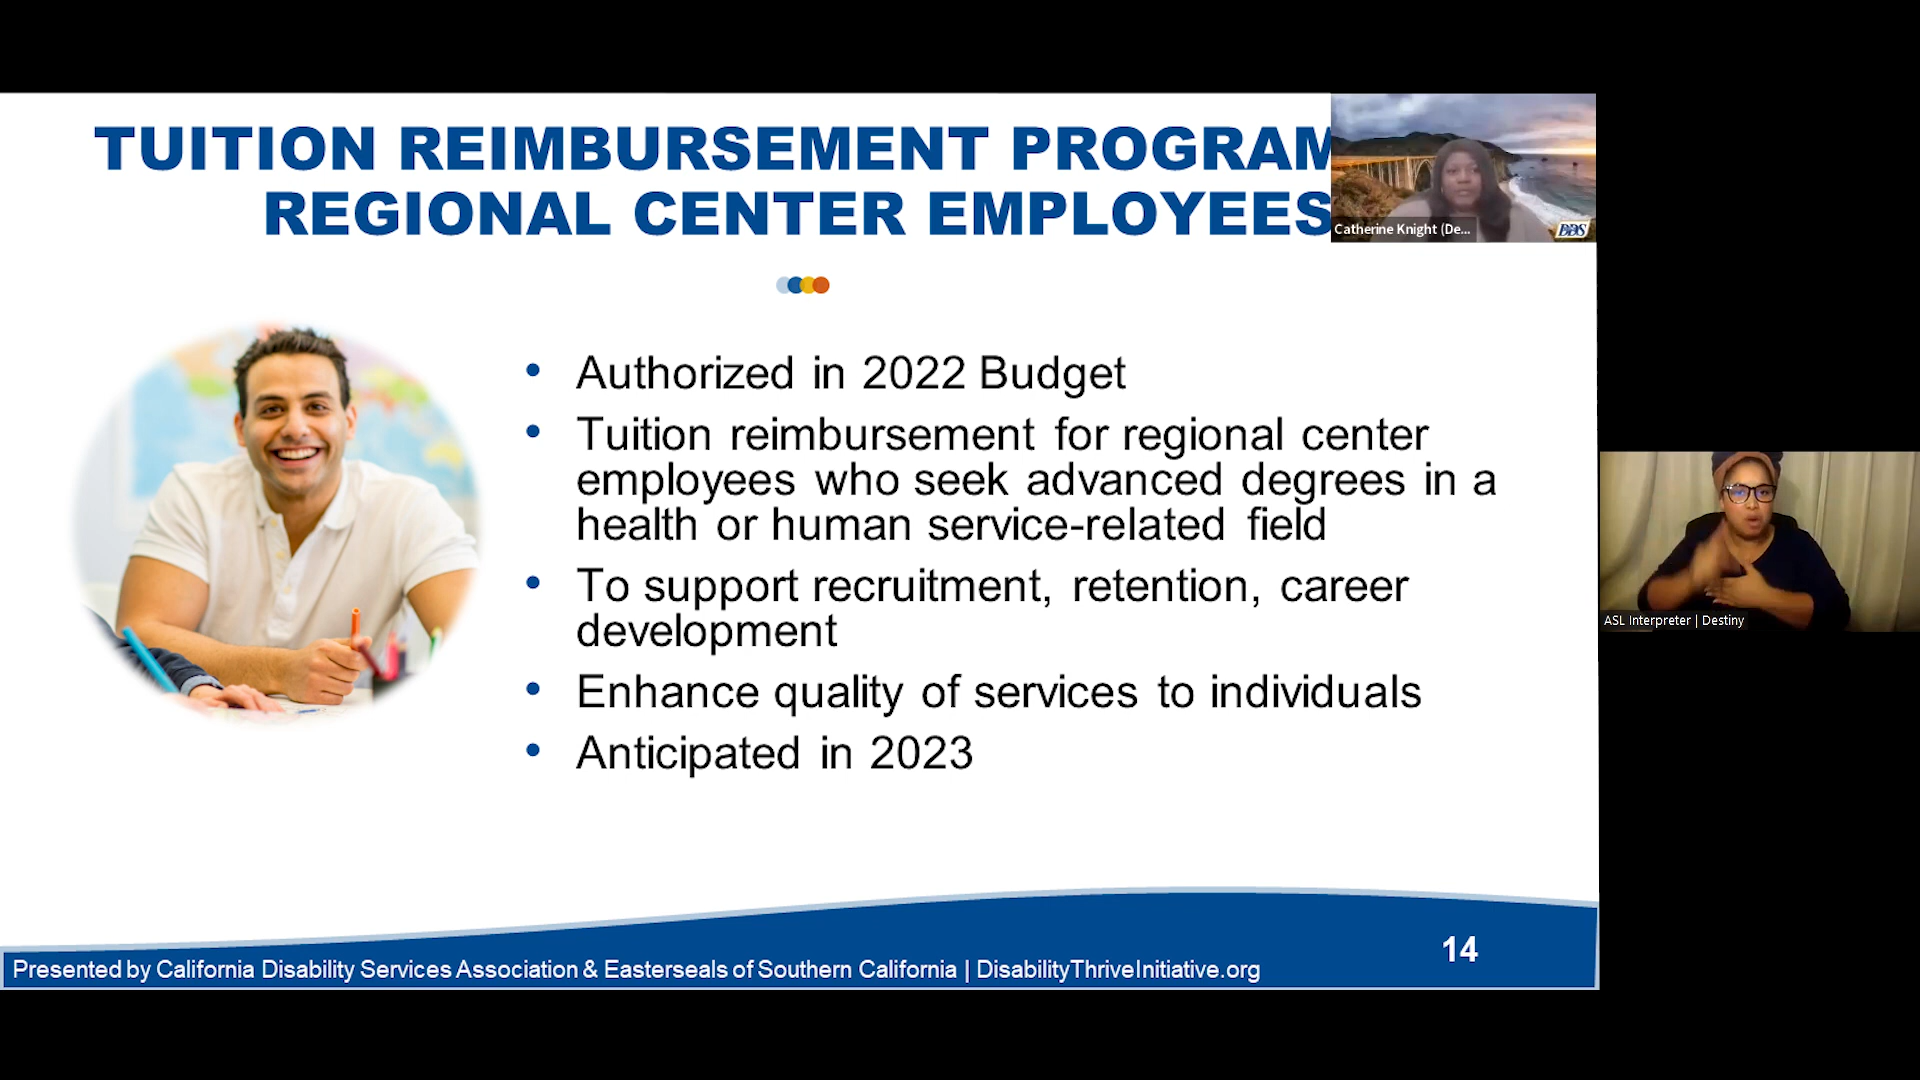 TUITION REIMBURSEMENT PROGRAM
REGIONAL CENTER EMPLOYEES
Catherine Knight (De...
DDS
• Authorized in 2022 Budget
• Tuition reimbursement for regional center
employees who seek advanced degrees in a
health or human service-related field
• To support recruitment, retention, career
development
• Enhance quality of services to individuals
• Anticipated in 2023
ASL Interpreter | Destiny
14
Presented by California Disability Services Association & Easterseals of Southern California | DisabilityThriveInitiative.org